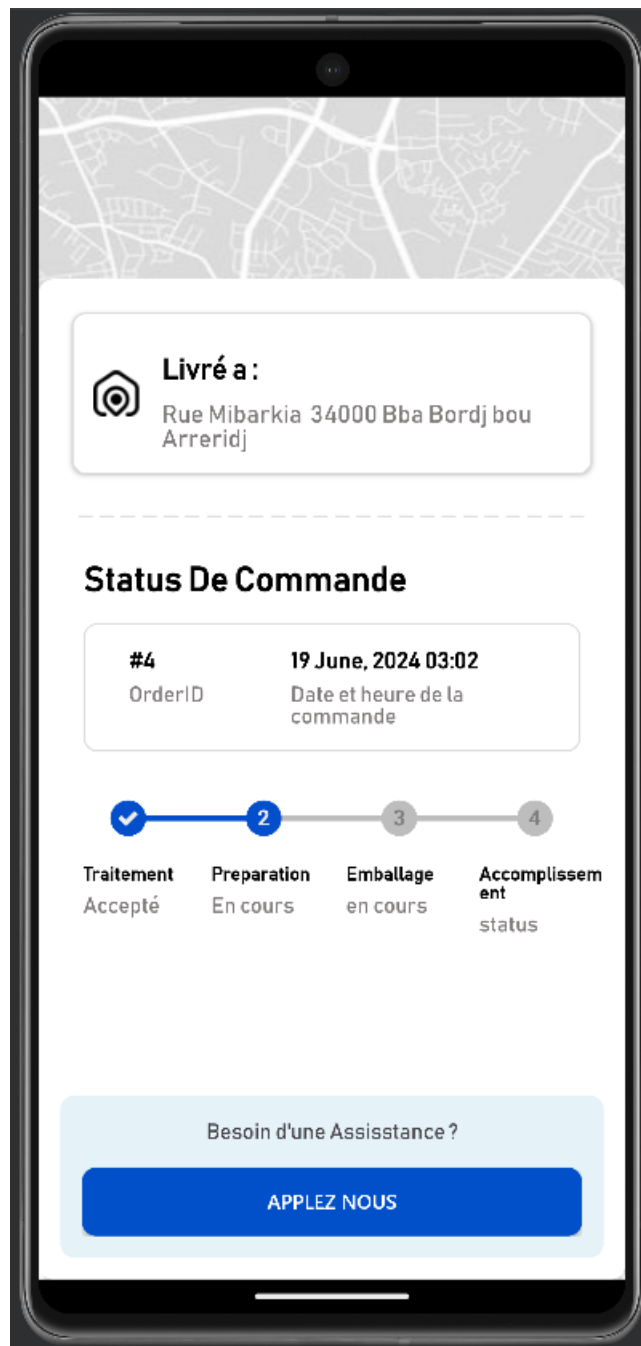 Livré a :
Rue Mibarkia 34000 Bba Bordj bou
Arreridj
Status De Commande
#4
OrderID
19 June, 2024 03:02
Date et heure de la
commande
2
3
4
Traitement
Accepté
Preparation
En cours
Emballage
en cours
Accomplissem
ent
status
Besoin d'une Assisstance ?
APPLEZ NOUS